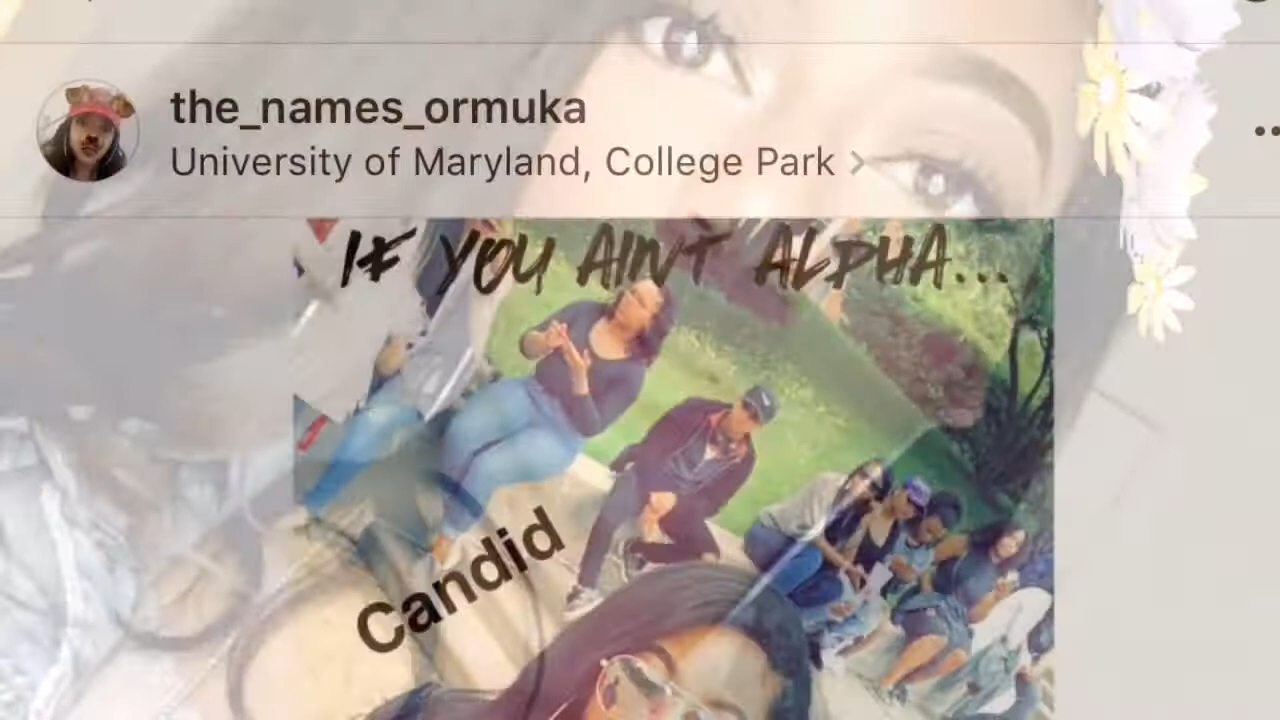 the_names_ormuka
University of Maryland, College Park >
IF YOU AINT ALPHA...
Candid